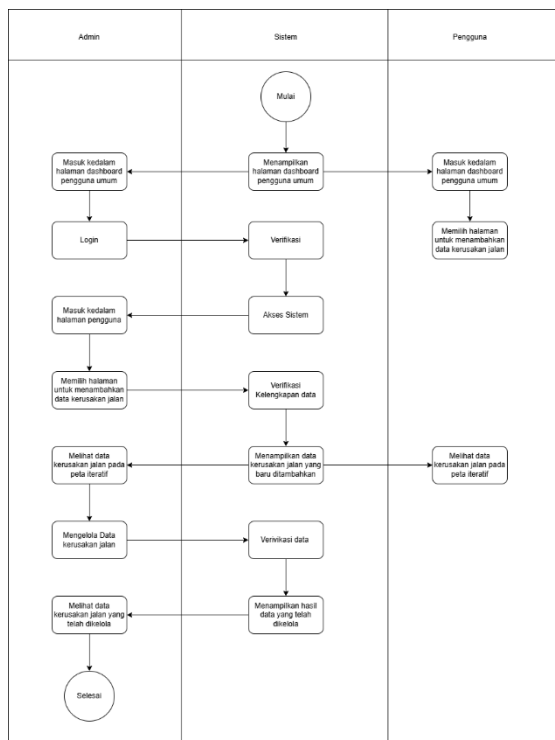 Admin
Sistem
Pengguna
Mulai
Masuk kedalam
halaman dashboard
pengguna umum
Menampilkan
halaman dashboard
pengguna umum
Masuk kedalam
halaman dashboard
pengguna umum
Login
Verifikasi
Memilih halaman
untuk menambahkan
data kerusakan jalan
Masuk kedalam
halaman pengguna
Akses Sistem
Memilih halaman
untuk menambahkan
data kerusakan jalan
Verifikasi
Kelengkapan data
Melihat data
kerusakan jalan pada
peta iteratif
Menampilkan data
kerusakan jalan yang
baru ditambahkan
Melihat data
kerusakan jalan pada
peta iteratif
Mengelola Data
kerusakan jalan
Verivikasi data
Melihat data
kerusakan jalan yang
telah dikelola
Menampilkan hasil
data yang telah
dikelola
Selesai